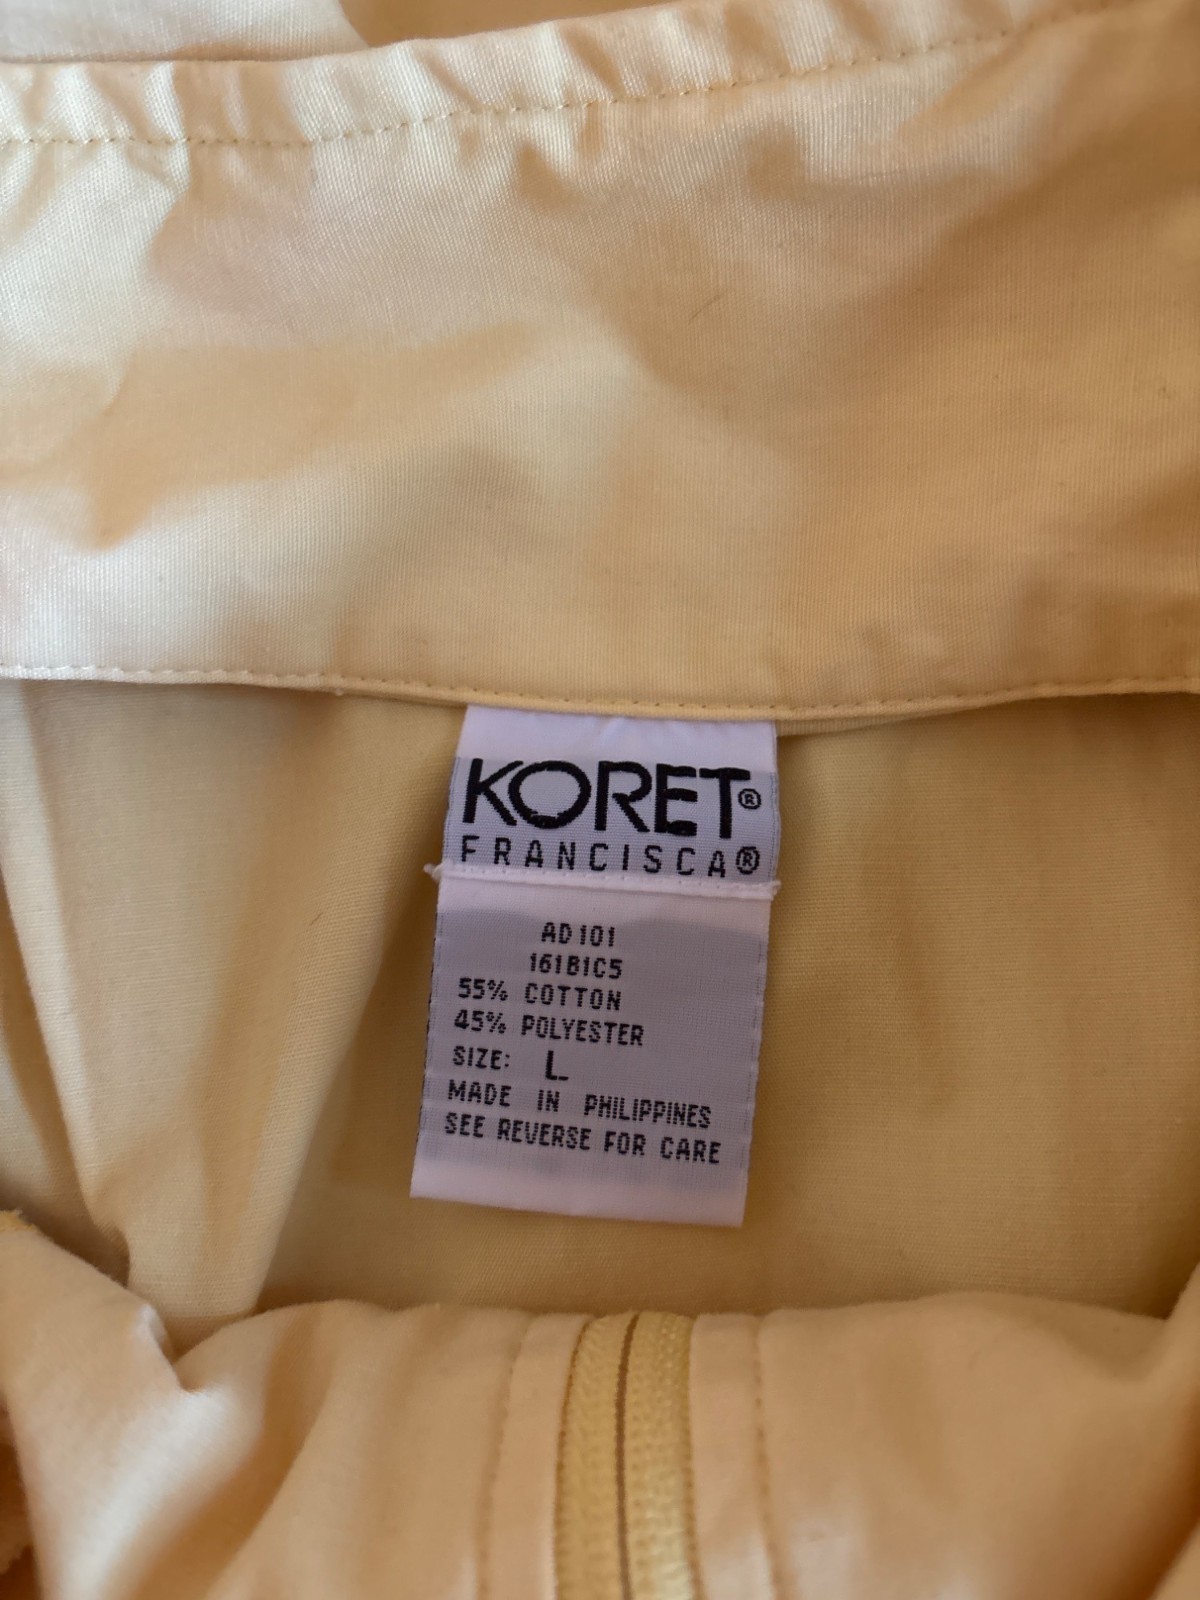 KORET®
FRANCISCA®
AD101
161B1C5
55% COTTON
45% POLYESTER
SIZE: L
MADE IN PHILIPPINES
SEE REVERSE FOR CARE